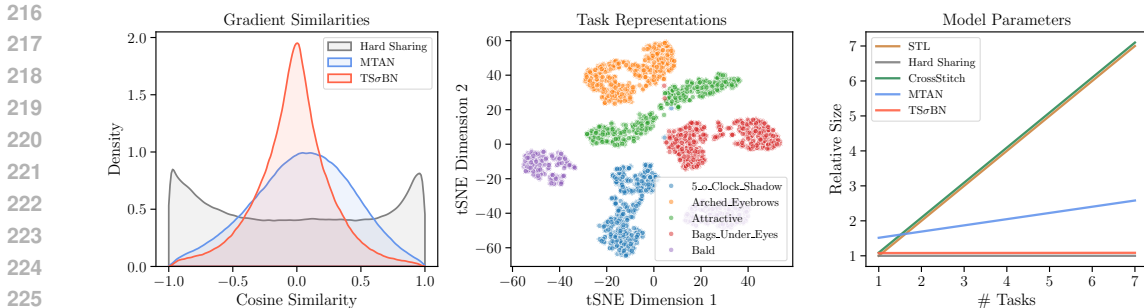 216
217
218
219
220
221
222
223
224
225
Gradient Similarities
Hard Sharing
MTAN
TSσBN
Density
2.0
1.5
1.0
0.5
0.0
−1.0 −0.5 0.0 0.5 1.0
Cosine Similarity
Task Representations
tSNE Dimension 2
60
40
20
0
−20
−40
−60
5_o_Clock_Shadow
Arched_Eyebrows
Attractive
Bags_Under_Eyes
Bald
−60 −40 −20 0 20 40
tSNE Dimension 1
Model Parameters
STL
Hard Sharing
CrossStitch
MTAN
TSσBN
Relative Size
7
6
5
4
3
2
1
1 2 3 4 5 6 7
# Tasks